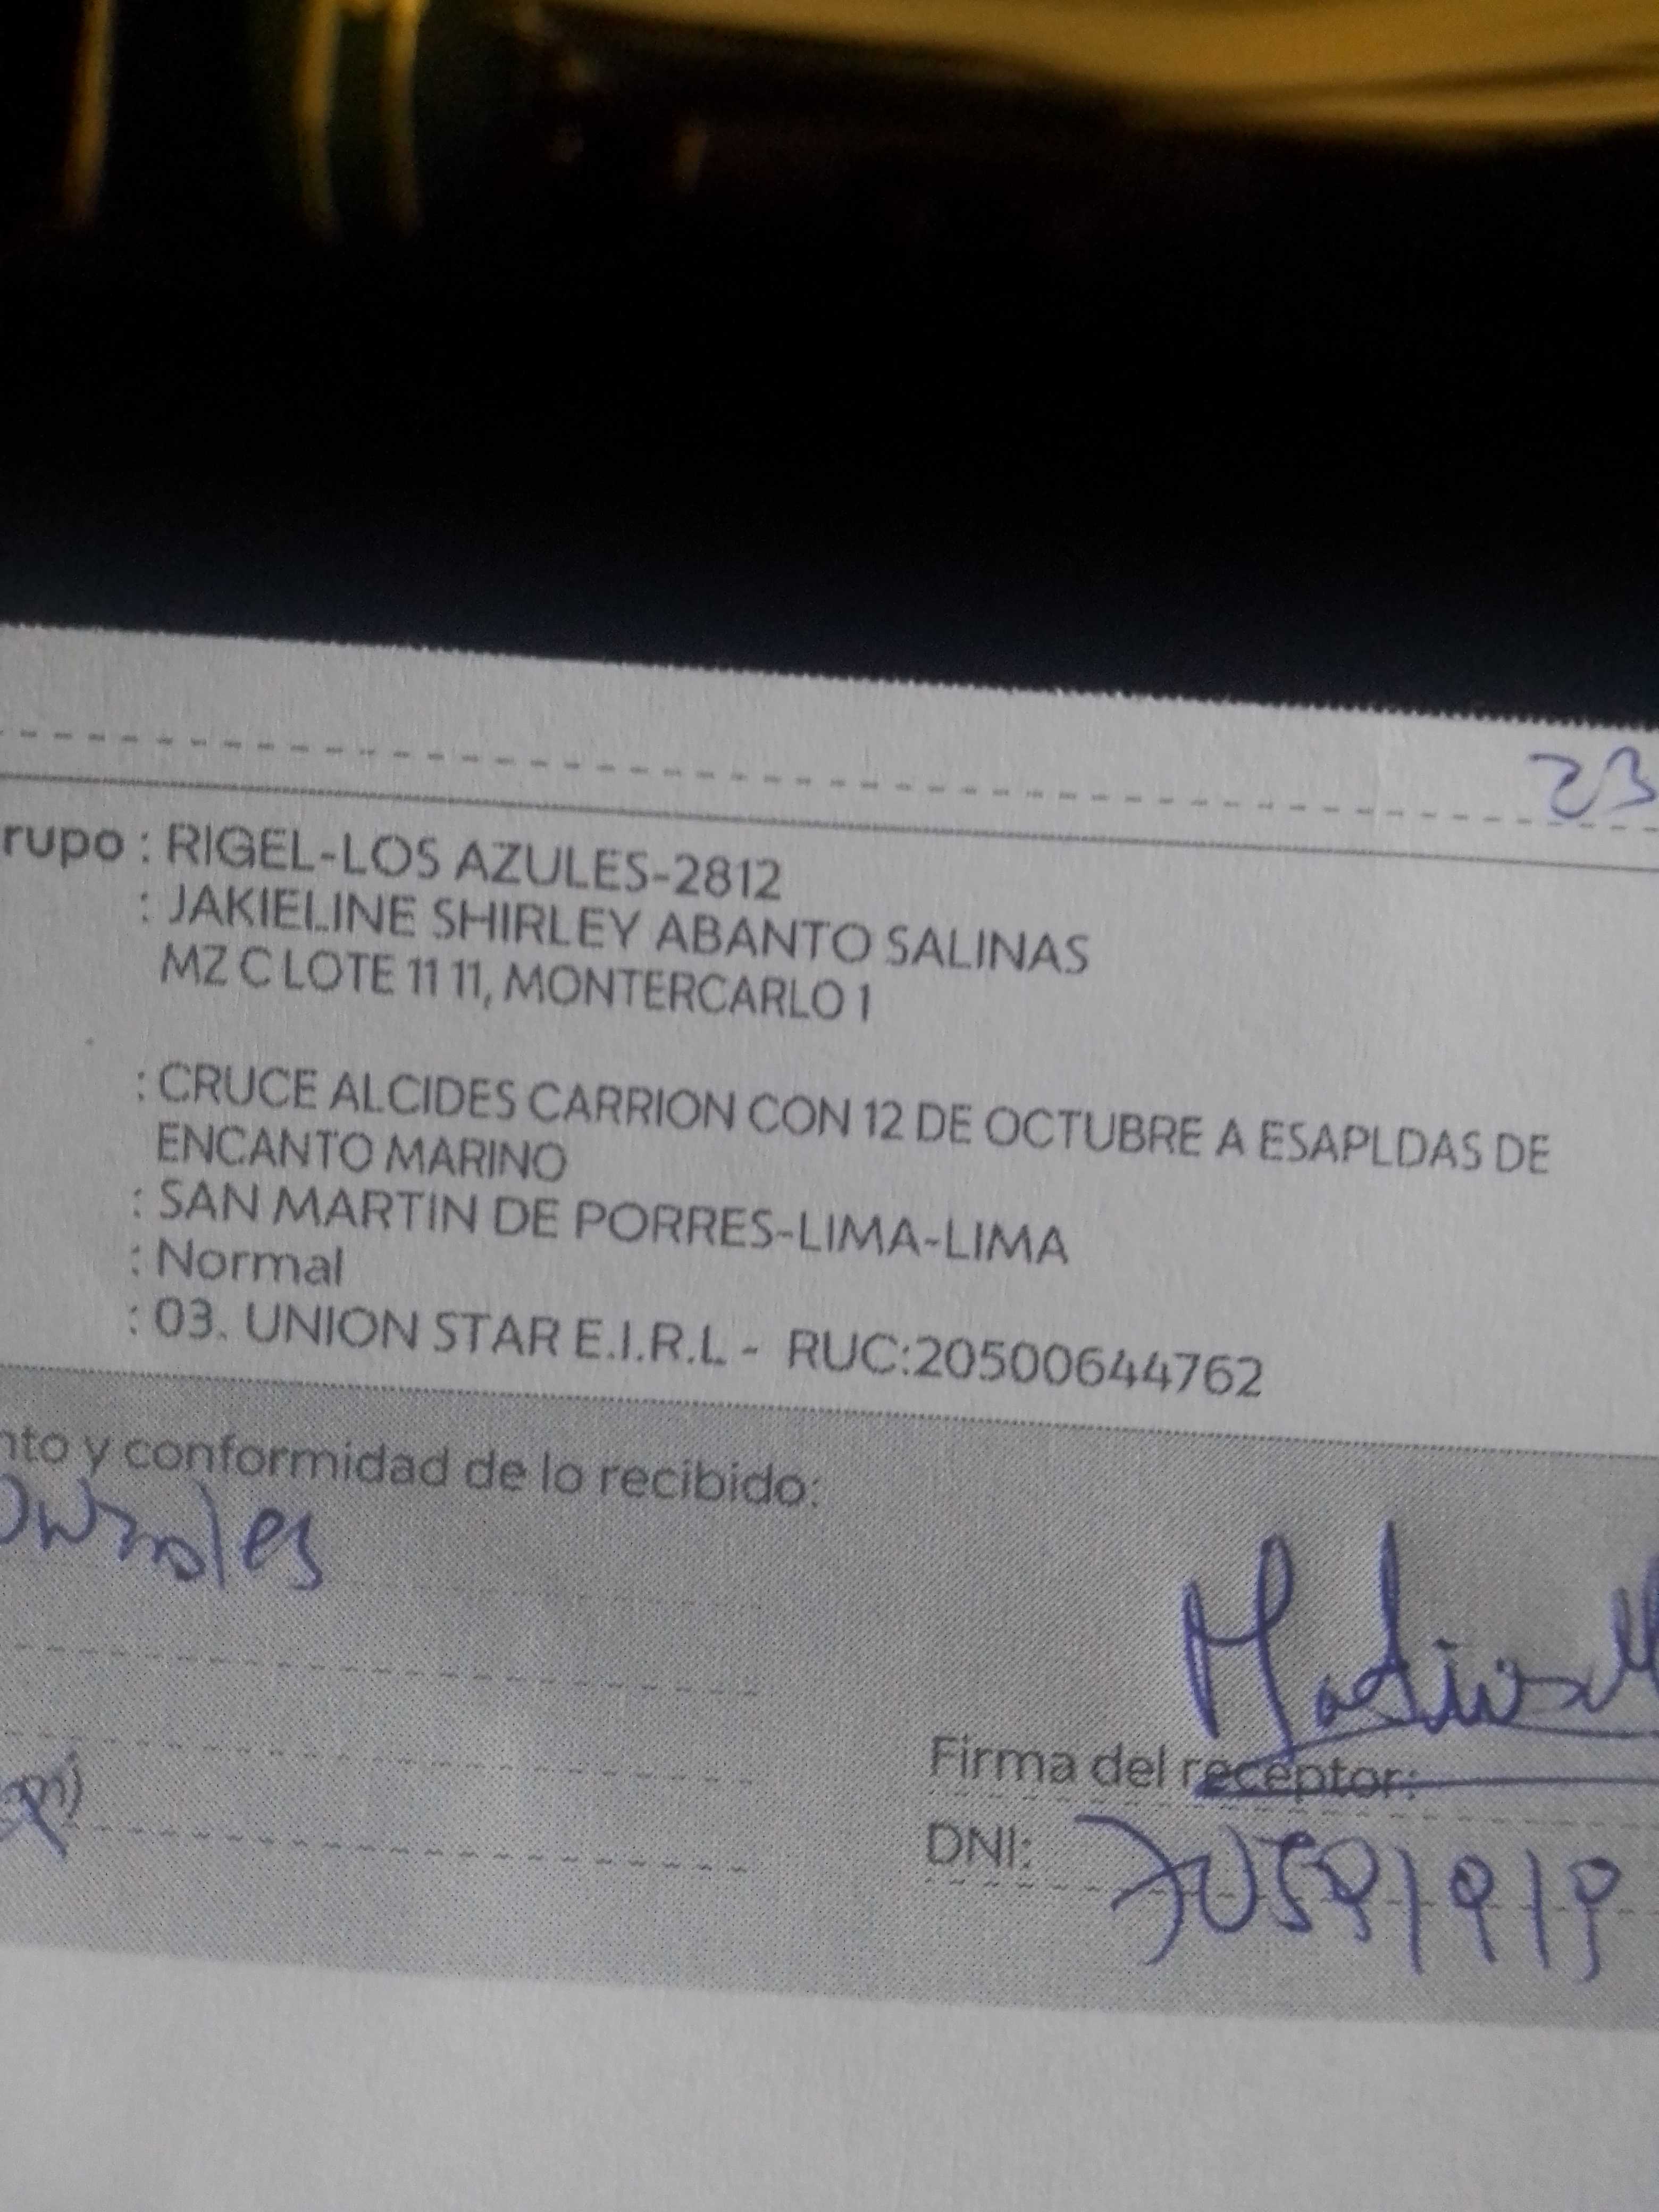 23
rupo : RIGEL-LOS AZULES-2812
: JAKIELINE SHIRLEY ABANTO SALINAS
MZ C LOTE 11 11, MONTERCARLO 1
: CRUCE ALCIDES CARRION CON 12 DE OCTUBRE A ESAPLDAS DE
ENCANTO MARINO
: SAN MARTIN DE PORRES-LIMA-LIMA
: Normal
: 03. UNION STAR E.I.R.L - RUC:20500644762
nto y conformidad de lo recibido:
Firma del receptor:
DNI: